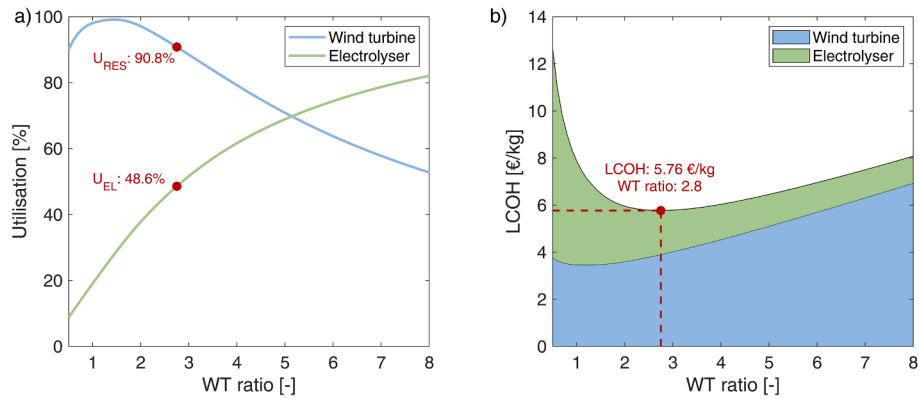 a)
100
80
60
40
20
0
Utilisation [%]
U_RES: 90.8%
U_EL: 48.6%
Wind turbine
Electrolyser
1 2 3 4 5 6 7 8
WT ratio [-]
b)
14
12
10
8
6
4
2
0
LCOH [€/kg]
Wind turbine
Electrolyser
LCOH: 5.76 €/kg
WT ratio: 2.8
1 2 3 4 5 6 7 8
WT ratio [-]